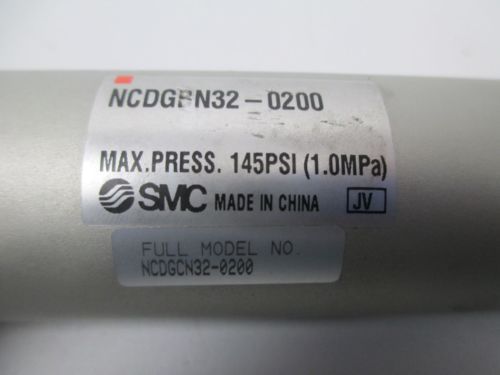 NCDGBN32-0200
MAX.PRESS. 145PSI (1.0MPa)
SMC MADE IN CHINA JV
FULL MODEL NO.
NCDGCN32-0200